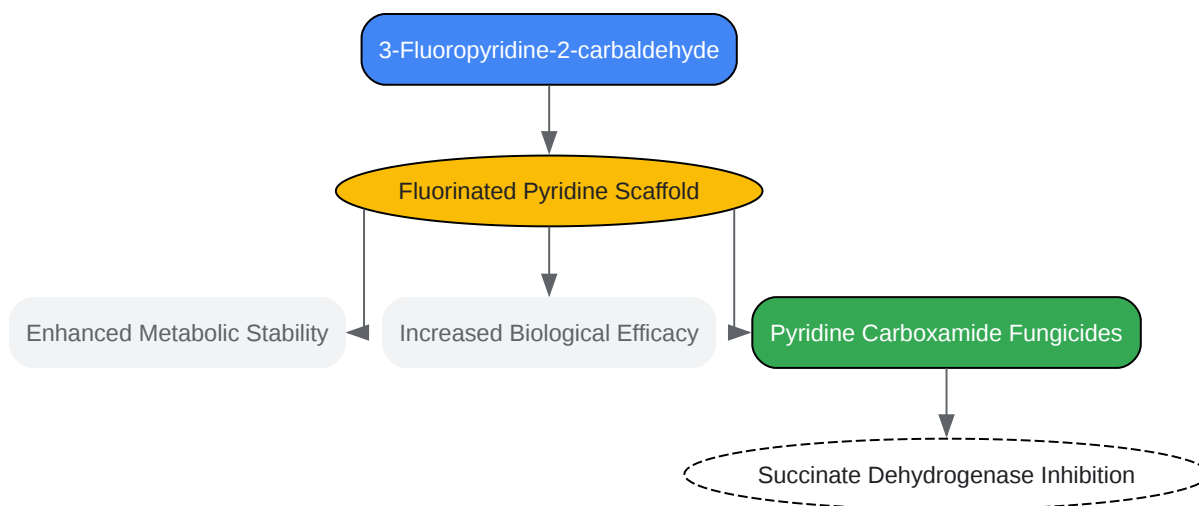 3-Fluoropyridine-2-carbaldehyde
Fluorinated Pyridine Scaffold
Enhanced Metabolic Stability
Increased Biological Efficacy
Pyridine Carboxamide Fungicides
Succinate Dehydrogenase Inhibition